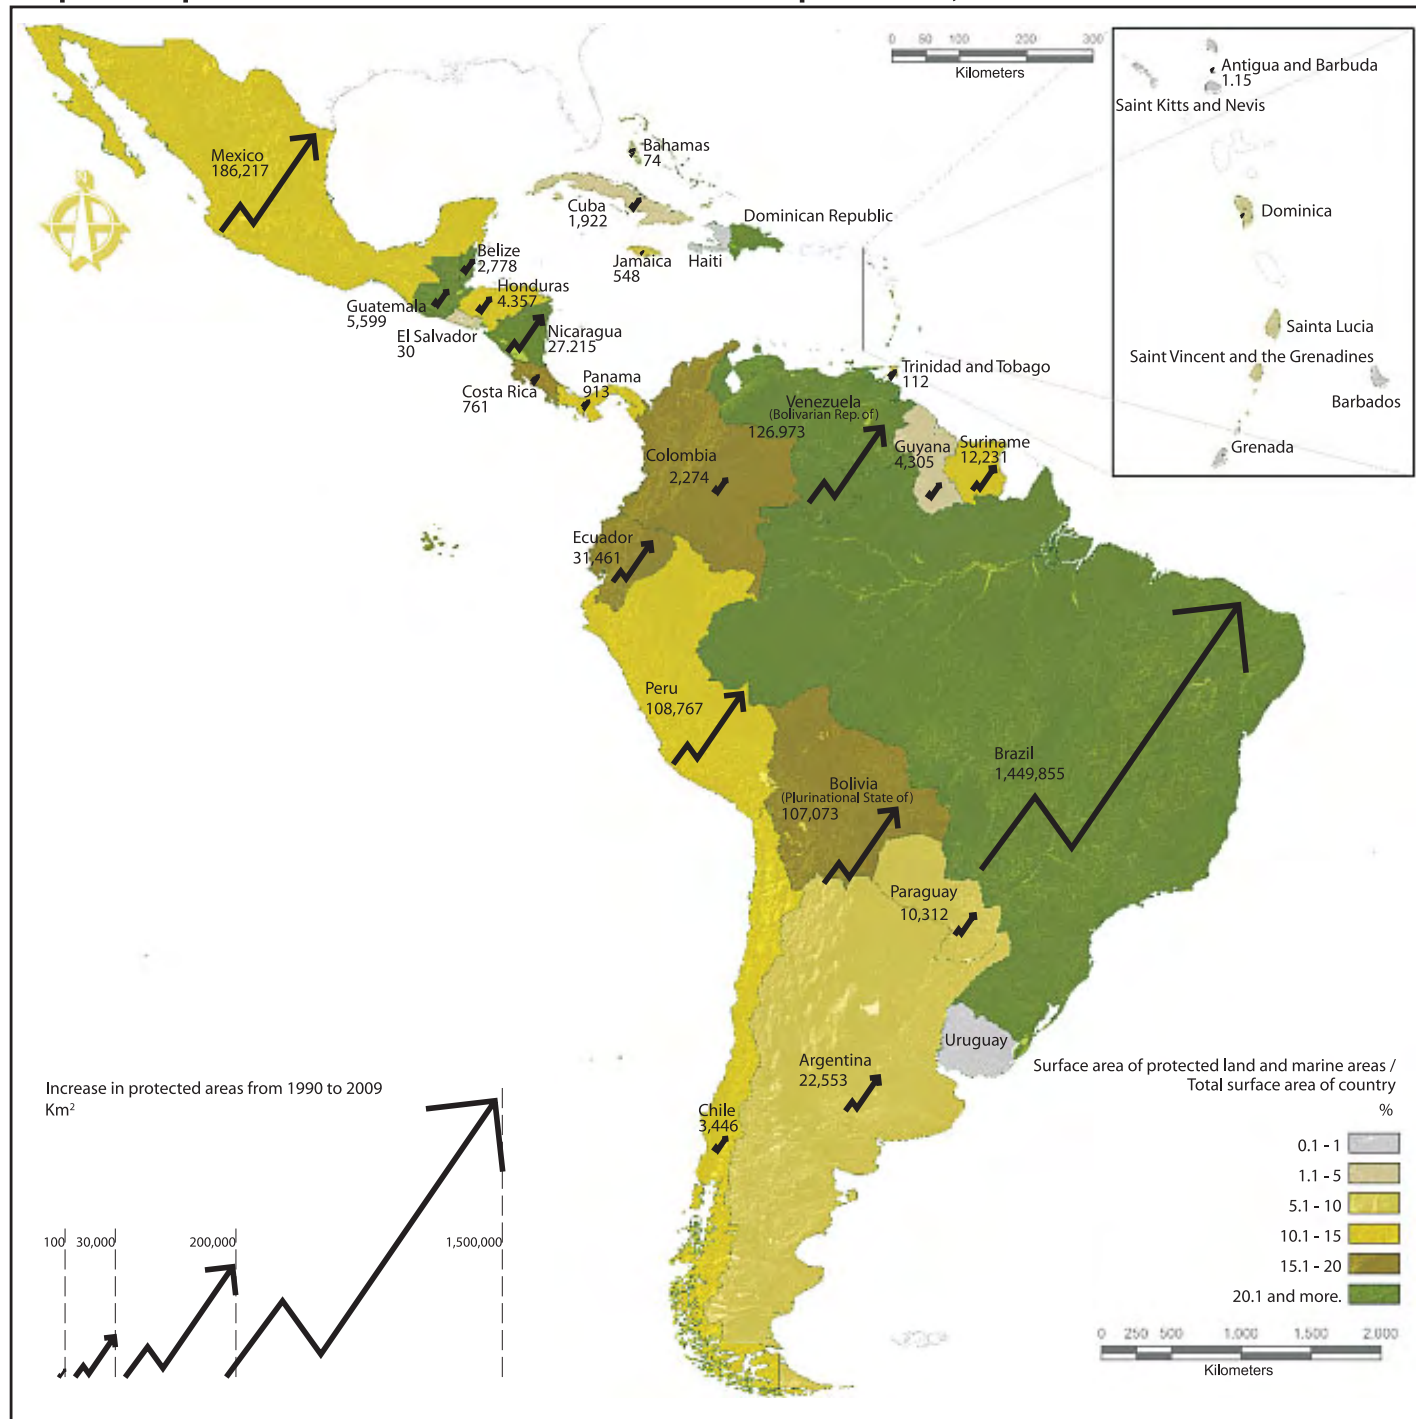 0 50 100 200 300
Kilometers
Antigua and Barbuda
1.15
Saint Kitts and Nevis
Dominica
Sainta Lucia
Saint Vincent and the Grenadines
Barbados
Grenada
Mexico
186,217
Bahamas
74
Cuba
1,922
Dominican Republic
Jamaica
548
Haiti
Belize
2,778
Honduras
4.357
Guatemala
5,599
El Salvador
30
Nicaragua
27.215
Costa Rica
761
Panama
913
Trinidad and Tobago
112
Venezuela
(Bolivarian Rep. of)
126.973
Guyana
4,305
Suriname
12,231
Colombia
2,274
Ecuador
31,461
Peru
108,767
Brazil
1,449,855
Bolivia
(Plurinational State of)
107,073
Paraguay
10,312
Uruguay
Argentina
22,553
Chile
3,446
Increase in protected areas from 1990 to 2009
Km²
100 30,000 200,000 1,500,000
Surface area of protected land and marine areas /
Total surface area of country
%
0.1 - 1
1.1 - 5
5.1 - 10
10.1 - 15
15.1 - 20
20.1 and more.
0 250 500 1.000 1.500 2.000
Kilometers